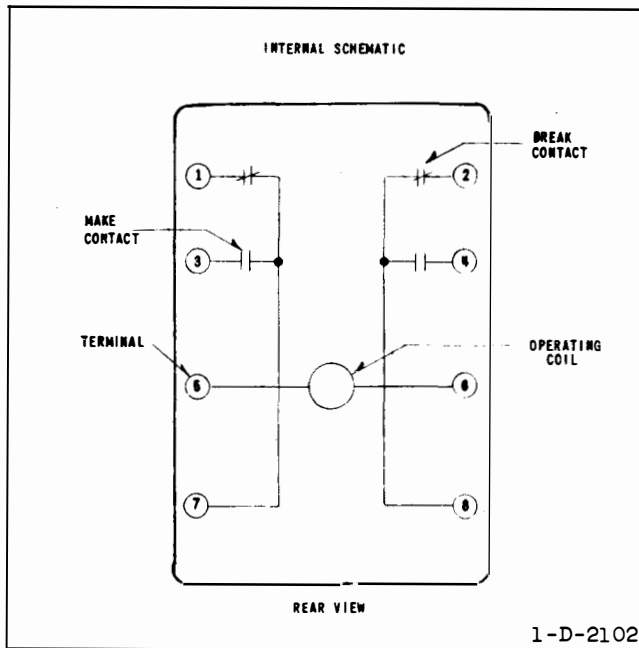 INTERNAL SCHEMATIC
BREAK
CONTACT
1
2
MAKE
CONTACT
3
4
TERMINAL
OPERATING
COIL
5
6
7
8
REAR VIEW
1-D-2102